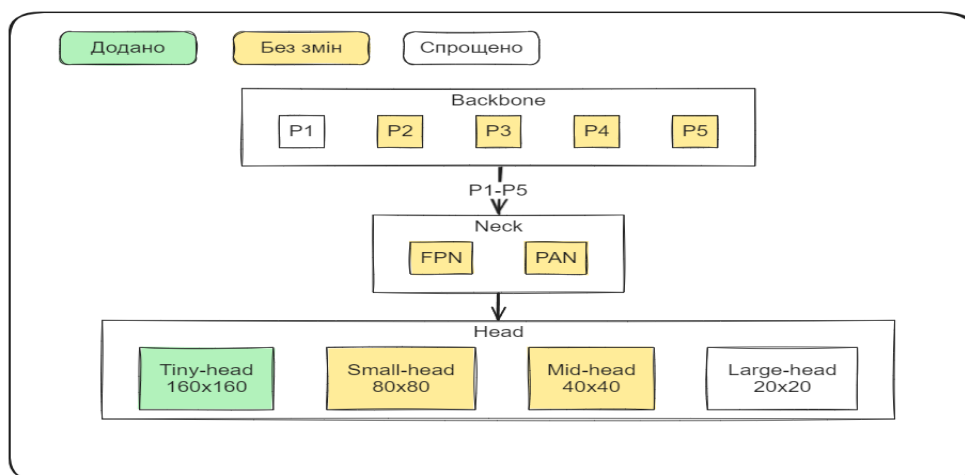 Додано
Без змін
Спрощено
Backbone
P1
P2
P3
P4
P5
P1-P5
Neck
FPN
PAN
Head
Tiny-head
160x160
Small-head
80x80
Mid-head
40x40
Large-head
20x20